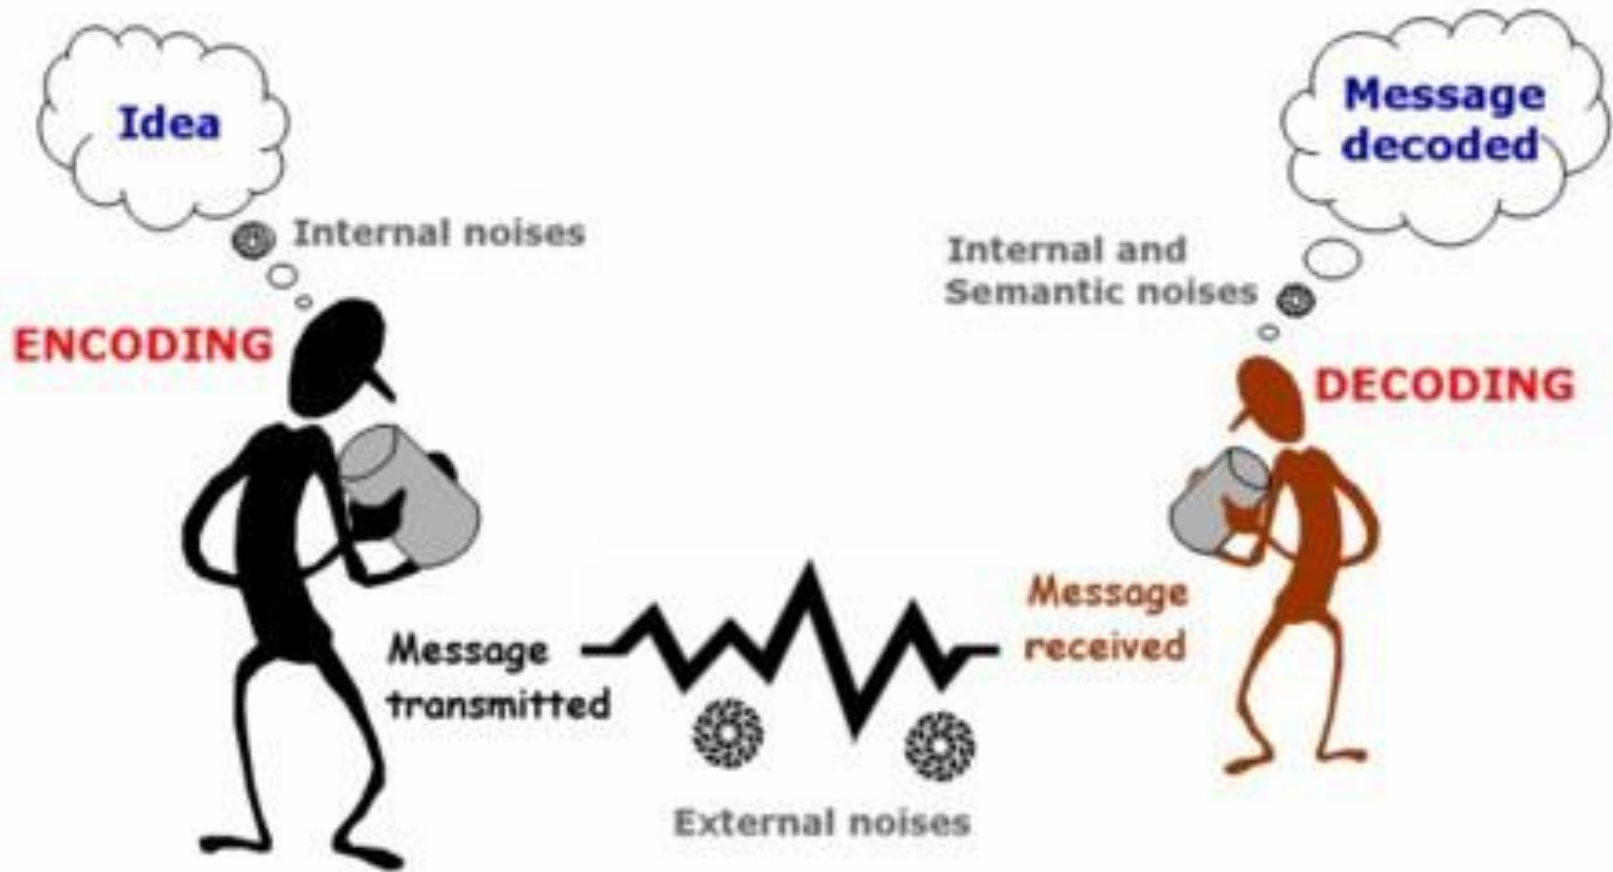 Idea
Internal noises
ENCODING
Message
transmitted
External noises
Message
received
Internal and
Semantic noises
DECODING
Message
decoded